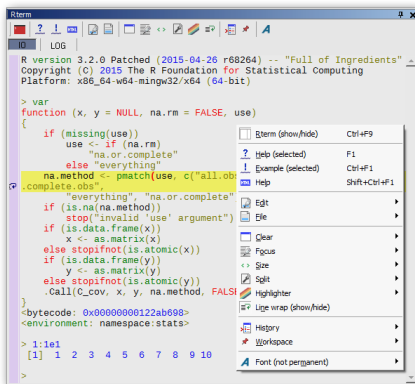 Rterm
IO LOG
R version 3.2.0 Patched (2015-04-26 r68264) -- "Full of Ingredients"
Copyright (C) 2015 The R Foundation for Statistical Computing
Platform: x86_64-w64-mingw32/x64 (64-bit)
> var
function (x, y = NULL, na.rm = FALSE, use)
{
    if (missing(use))
        use <- if (na.rm)
            "na.or.complete"
        else "everything"
    na.method <- pmatch(use, c("all.obs
.complete.obs",
        "everything", "na.or.complete"
    if (is.na(na.method))
        stop("invalid 'use' argument")
    if (is.data.frame(x))
        x <- as.matrix(x)
    else stopifnot(is.atomic(x))
    if (is.data.frame(y))
        y <- as.matrix(y)
    else stopifnot(is.atomic(y))
    .Call(C_cov, x, y, na.method, FALSE
}
<bytecode: 0x00000000122ab698>
<environment: namespace:stats>
> 1:1e1
 [1]  1  2  3  4  5  6  7  8  9 10
>
Rterm (show/hide) Ctrl+F9
Help (selected) F1
Example (selected) Ctrl+F1
Help Shift+Ctrl+F1
Edit
File
Clear
Focus
Size
Split
Highlighter
Line wrap (show/hide)
History
Workspace
Font (not permanent)